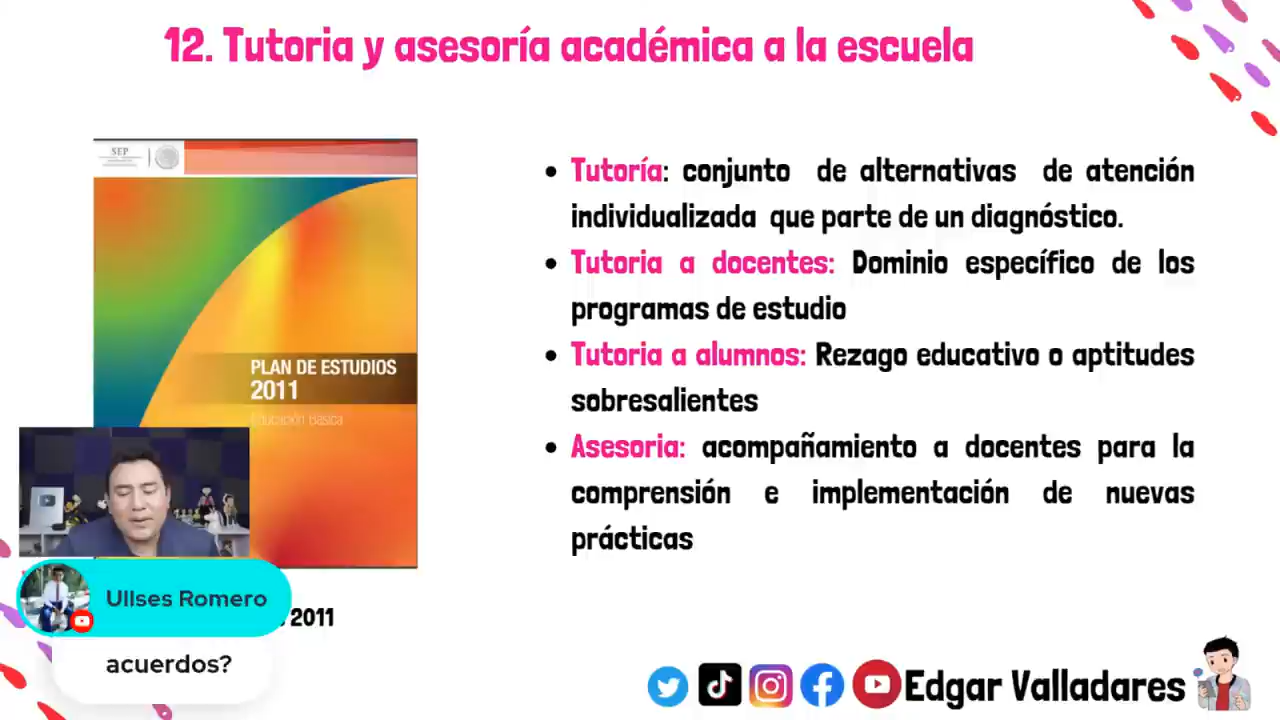 12. Tutoria y asesoría académica a la escuela
SEP
PLAN DE ESTUDIOS
2011
Educación Básica
• Tutoría: conjunto de alternativas de atención
individualizada que parte de un diagnóstico.
• Tutoria a docentes: Dominio específico de los
programas de estudio
• Tutoria a alumnos: Rezago educativo o aptitudes
sobresalientes
• Asesoria: acompañamiento a docentes para la
comprensión e implementación de nuevas
prácticas
UlIses Romero
2011
acuerdos?
Edgar Valladares